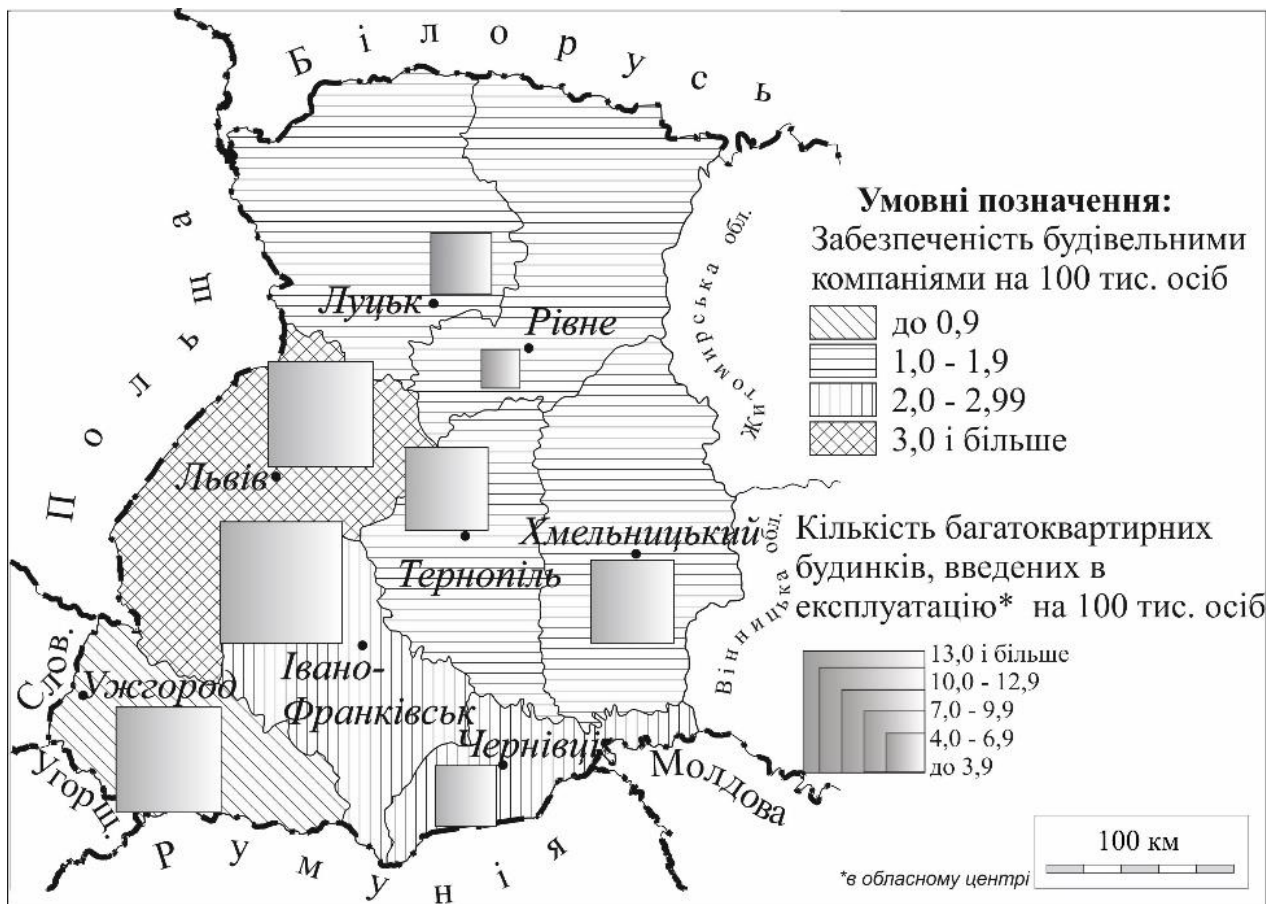 Білорусь
Польща
Слов.
Угорщ.
Румунія
Молдова
Житомирська обл.
Вінницька обл.
Луцьк
Рівне
Львів
Тернопіль
Хмельницький
Івано-
Франківськ
Ужгород
Чернівці
Умовні позначення:
Забезпеченість будівельними
компаніями на 100 тис. осіб
до 0,9
1,0 - 1,9
2,0 - 2,99
3,0 і більше
Кількість багатоквартирних
будинків, введених в
експлуатацію* на 100 тис. осіб
13,0 і більше
10,0 - 12,9
7,0 - 9,9
4,0 - 6,9
до 3,9
100 км
*в обласному центрі